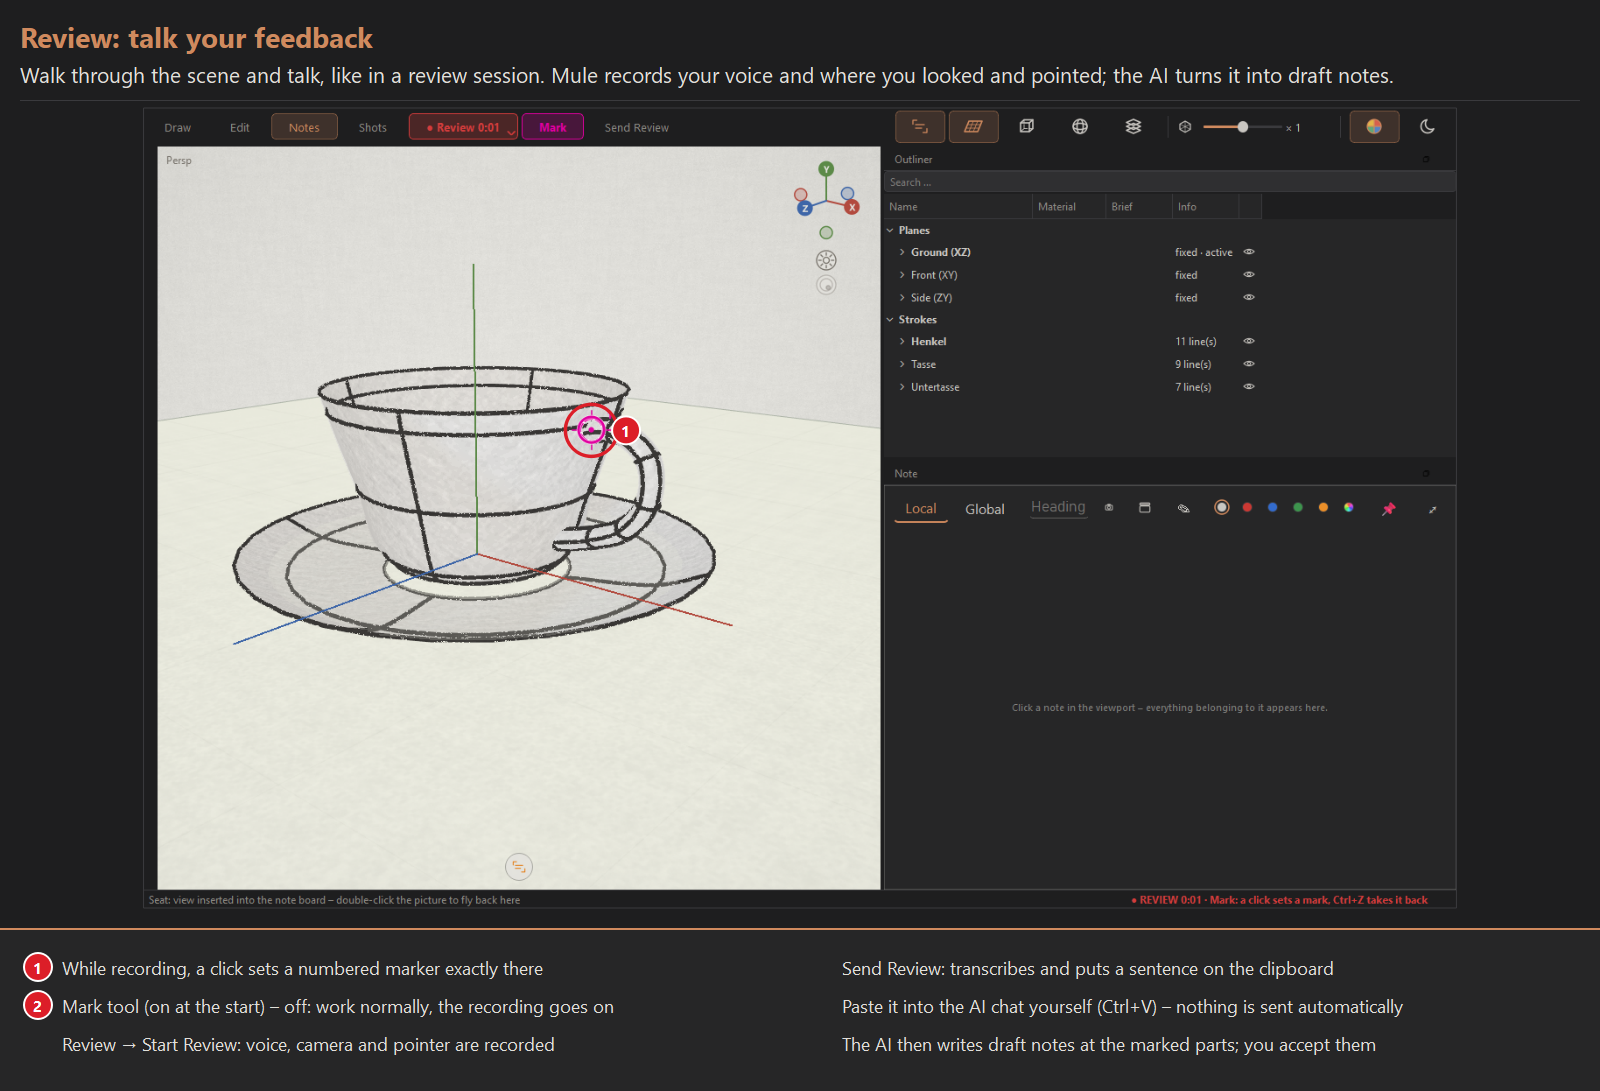 Review: talk your feedback
Walk through the scene and talk, like in a review session. Mule records your voice and where you looked and pointed; the AI turns it into draft notes.
Draw Edit Notes Shots ● Review 0:01 Mark Send Review × 1
Persp
Y
Z X
Outliner
Search ...
Name Material Brief Info
Planes
Ground (XZ) fixed · active
Front (XY) fixed
Side (ZY) fixed
Strokes
Henkel 11 line(s)
Tasse 9 line(s)
Untertasse 7 line(s)
1
Note
Local Global Heading
Click a note in the viewport – everything belonging to it appears here.
Seat: view inserted into the note board – double-click the picture to fly back here
● REVIEW 0:01 · Mark: a click sets a mark, Ctrl+Z takes it back
1 While recording, a click sets a numbered marker exactly there
2 Mark tool (on at the start) – off: work normally, the recording goes on
Review → Start Review: voice, camera and pointer are recorded
Send Review: transcribes and puts a sentence on the clipboard
Paste it into the AI chat yourself (Ctrl+V) – nothing is sent automatically
The AI then writes draft notes at the marked parts; you accept them